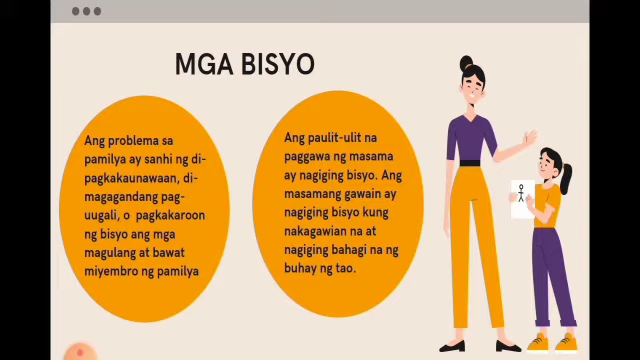 MGA BISYO
Ang problema sa
pamilya ay sanhi ng di-
pagkakaunawaan, di-
magagandang pag-
uugali, o pagkakaroon
ng bisyo ang mga
magulang at bawat
miyembro ng pamilya
Ang paulit-ulit na
paggawa ng masama
ay nagiging bisyo. Ang
masamang gawain ay
nagiging bisyo kung
nakagawian na at
nagiging bahagi na ng
buhay ng tao.